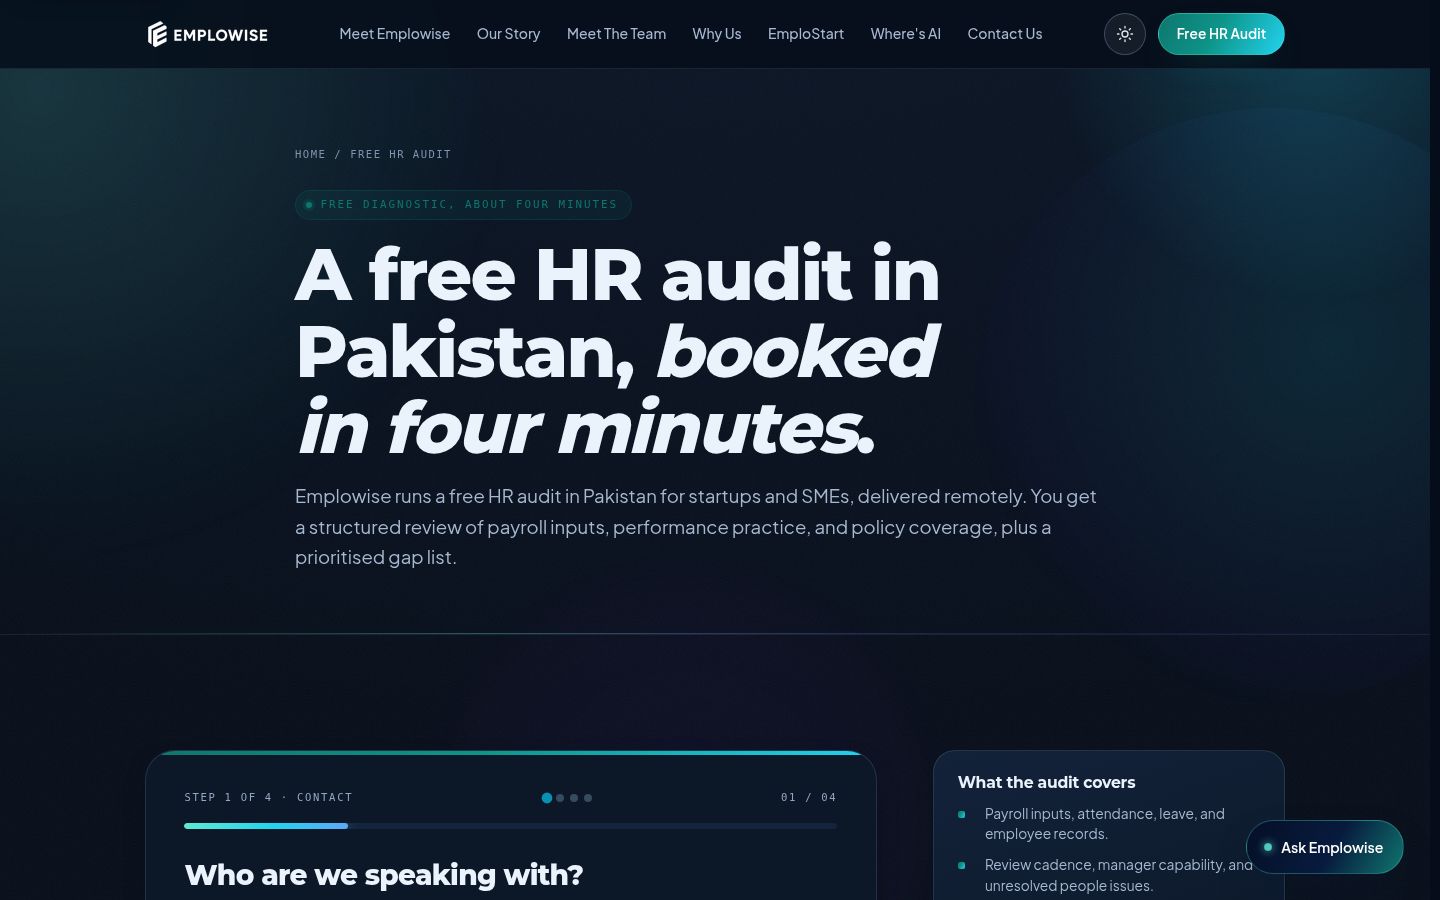 EMPLOWISE
Meet Emplowise
Our Story
Meet The Team
Why Us
EmploStart
Where's AI
Contact Us
Free HR Audit
HOME / FREE HR AUDIT
FREE DIAGNOSTIC, ABOUT FOUR MINUTES
A free HR audit in
Pakistan, booked
in four minutes.
Emplowise runs a free HR audit in Pakistan for startups and SMEs, delivered remotely. You get
a structured review of payroll inputs, performance practice, and policy coverage, plus a
prioritised gap list.
STEP 1 OF 4 · CONTACT
01 / 04
Who are we speaking with?
What the audit covers
Payroll inputs, attendance, leave, and
employee records.
Review cadence, manager capability, and
unresolved people issues.
Ask Emplowise